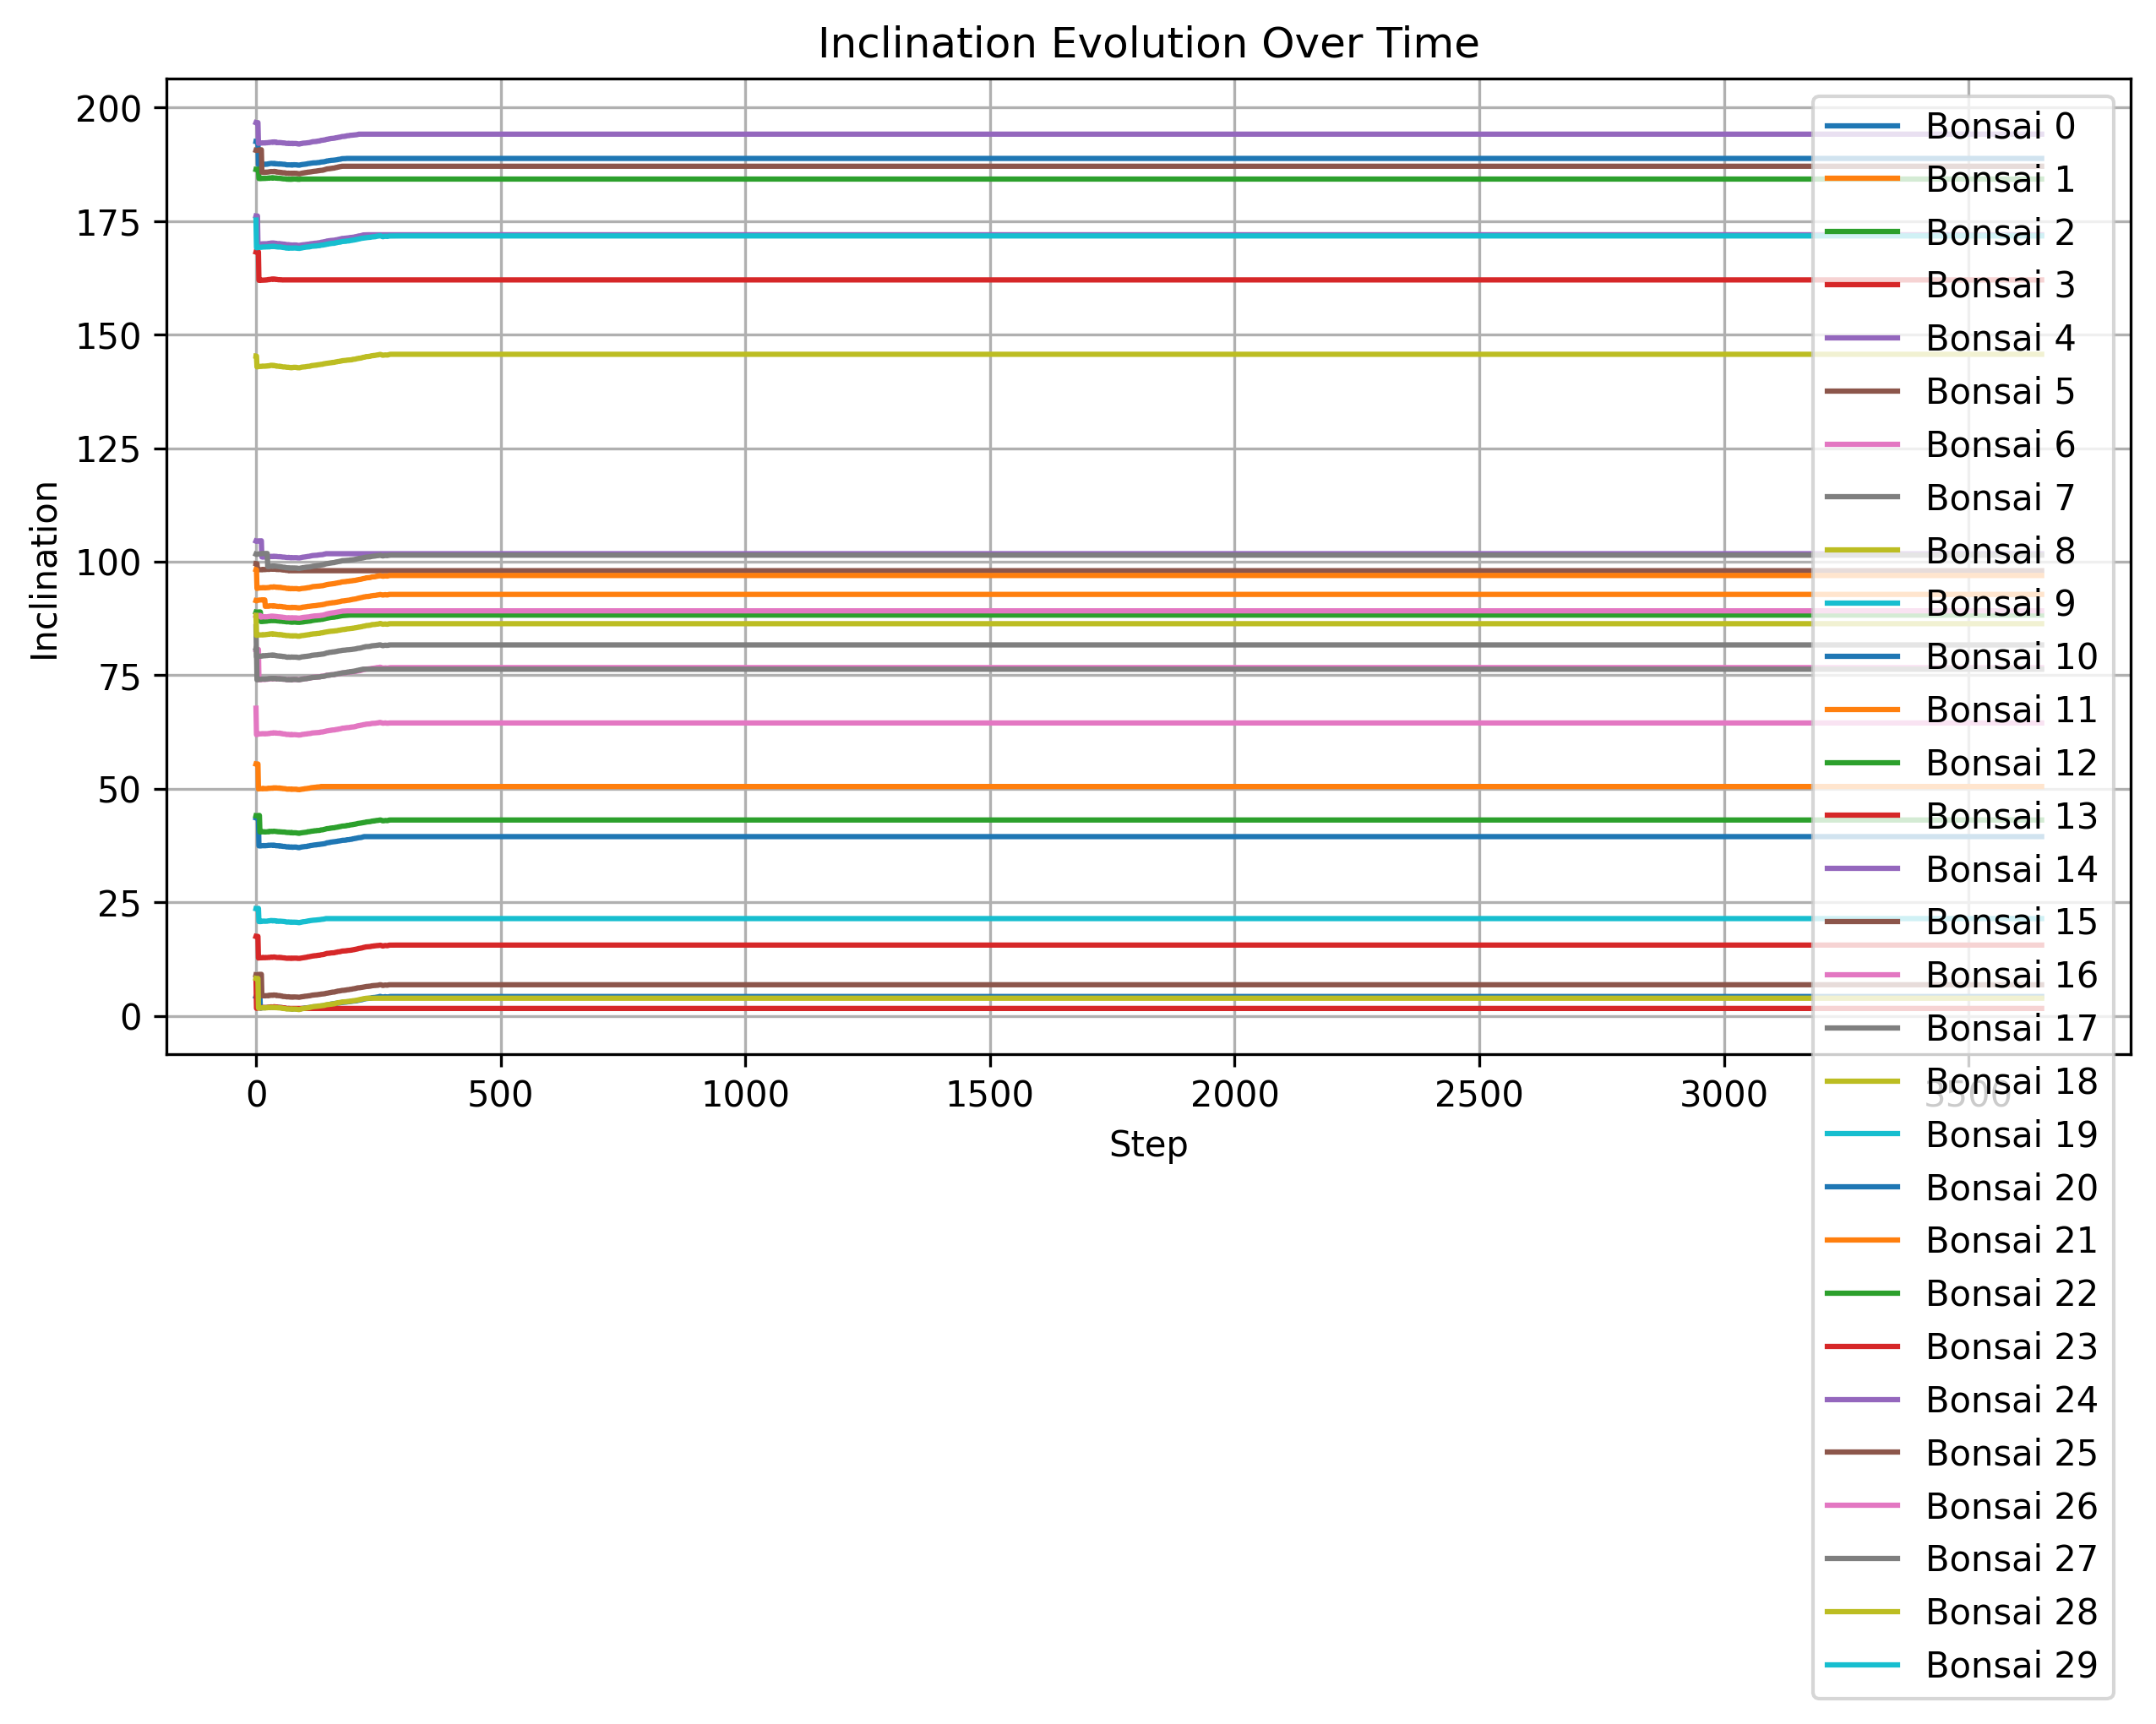 Inclination Evolution Over Time
200
175
150
125
100
75
50
25
0
Inclination
0
500
1000
1500
2000
2500
3000
3500
Step
Bonsai 0
Bonsai 1
Bonsai 2
Bonsai 3
Bonsai 4
Bonsai 5
Bonsai 6
Bonsai 7
Bonsai 8
Bonsai 9
Bonsai 10
Bonsai 11
Bonsai 12
Bonsai 13
Bonsai 14
Bonsai 15
Bonsai 16
Bonsai 17
Bonsai 18
Bonsai 19
Bonsai 20
Bonsai 21
Bonsai 22
Bonsai 23
Bonsai 24
Bonsai 25
Bonsai 26
Bonsai 27
Bonsai 28
Bonsai 29